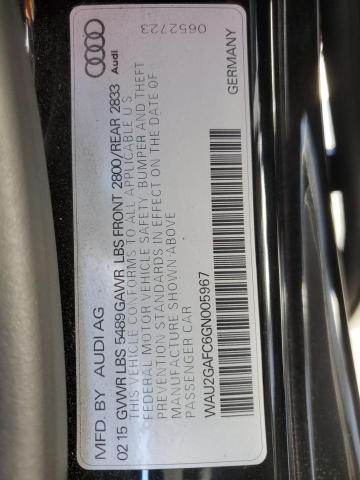 MFD. BY AUDI AG
02 15 GVWR LBS 5489 GAWR LBS FRONT 2800/REAR 2833
THIS VEHICLE CONFORMS TO ALL APPLICABLE U S
FEDERAL MOTOR VEHICLE SAFETY, BUMPER AND THEFT
PREVENTION STANDARDS IN EFFECT ON THE DATE OF
MANUFACTURE SHOWN ABOVE
PASSENGER CAR
WAU2GAFC6GN005967
GERMANY
Audi
0652723